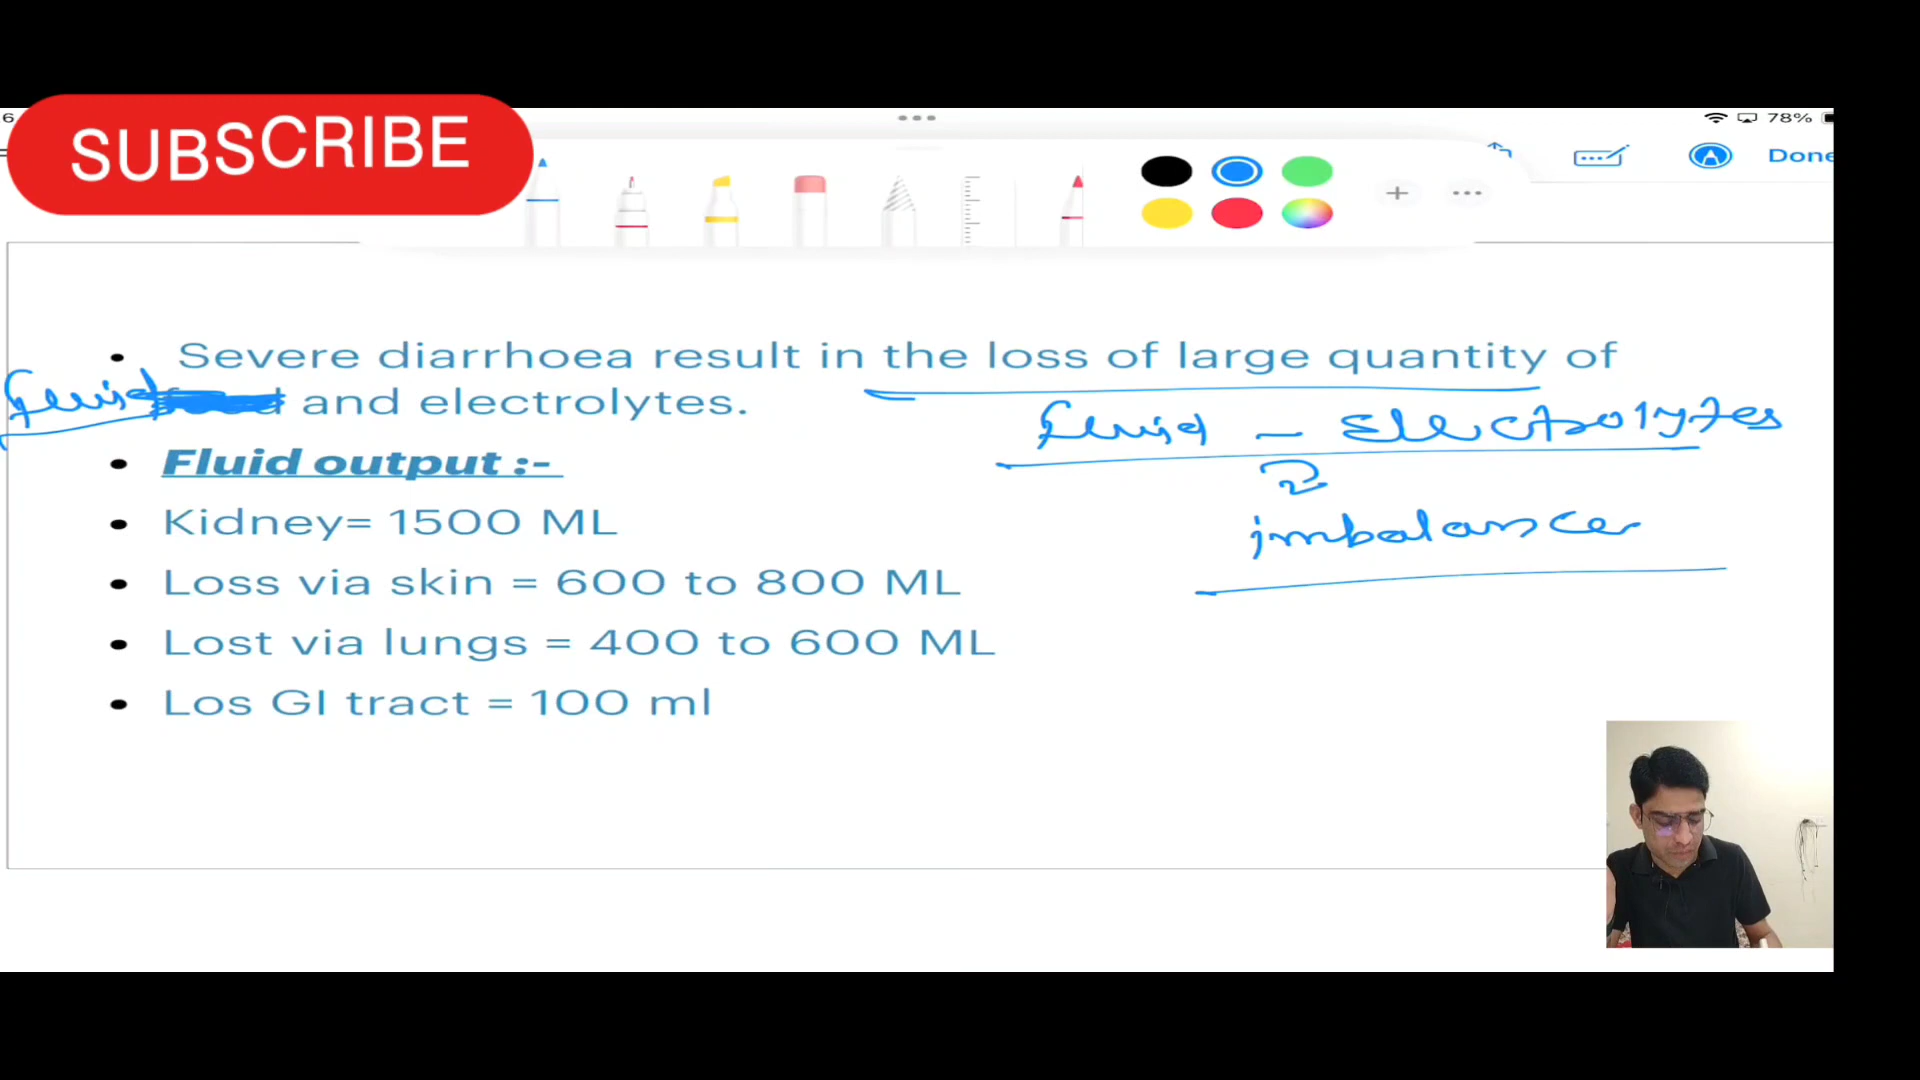 6
78%
SUBSCRIBE
Done
Severe diarrhoea result in the loss of large quantity of
fluid and electrolytes.
fluid - Electrolytes
Fluid output :-
imbalance
Kidney= 1500 ML
Loss via skin = 600 to 800 ML
Lost via lungs = 400 to 600 ML
Los GI tract = 100 ml